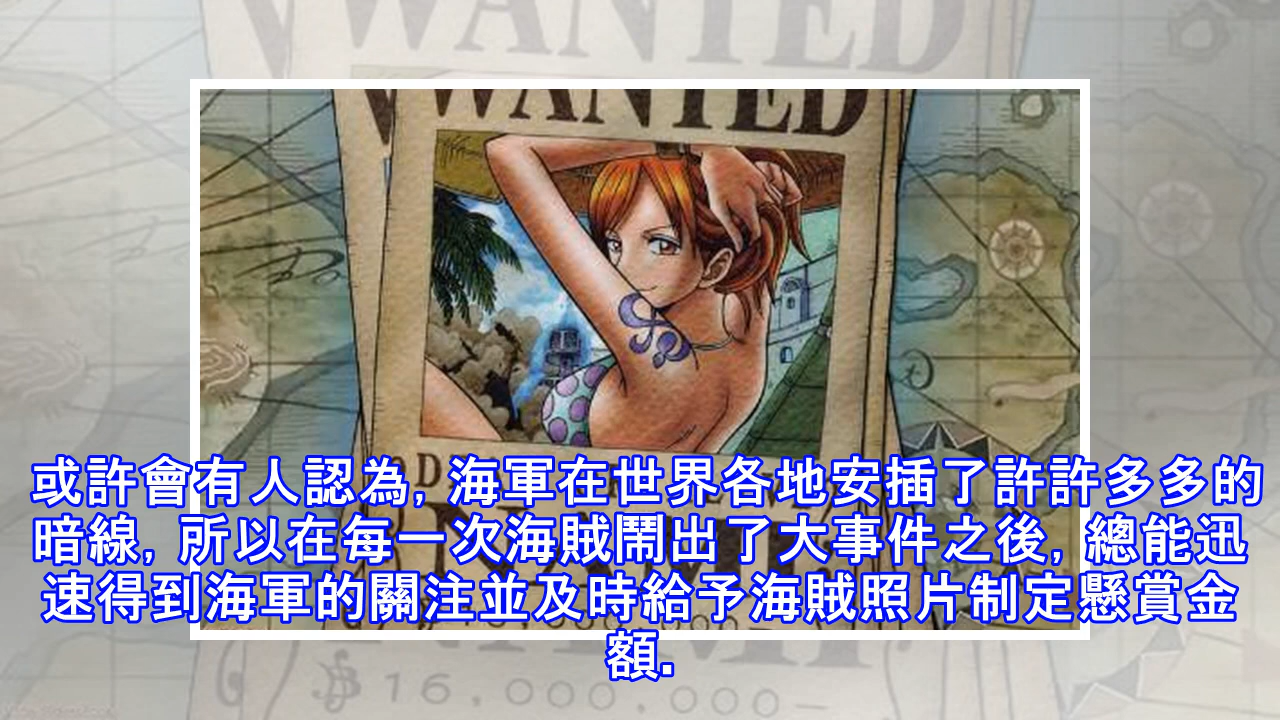 WANTED
WANTED
或許會有人認為, 海軍在世界各地安插了許許多多的
暗線, 所以在每一次海賊鬧出了大事件之後, 總能迅
速得到海軍的關注並及時給予海賊照片制定懸賞金
額.
NAMI
฿16,000,000-